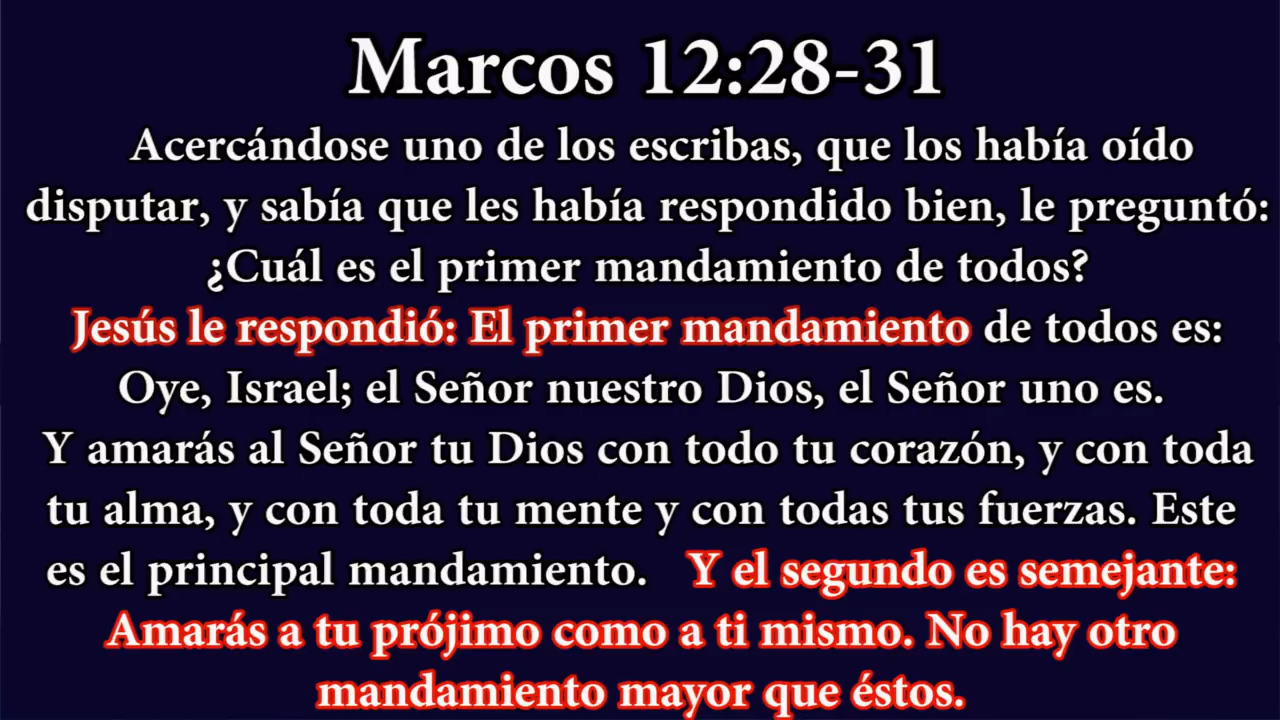 Marcos 12:28-31
Acercándose uno de los escribas, que los había oído
disputar, y sabía que les había respondido bien, le preguntó:
¿Cuál es el primer mandamiento de todos?
Jesús le respondió: El primer mandamiento de todos es:
Oye, Israel; el Señor nuestro Dios, el Señor uno es.
Y amarás al Señor tu Dios con todo tu corazón, y con toda
tu alma, y con toda tu mente y con todas tus fuerzas. Este
es el principal mandamiento. Y el segundo es semejante:
Amarás a tu prójimo como a ti mismo. No hay otro
mandamiento mayor que éstos.